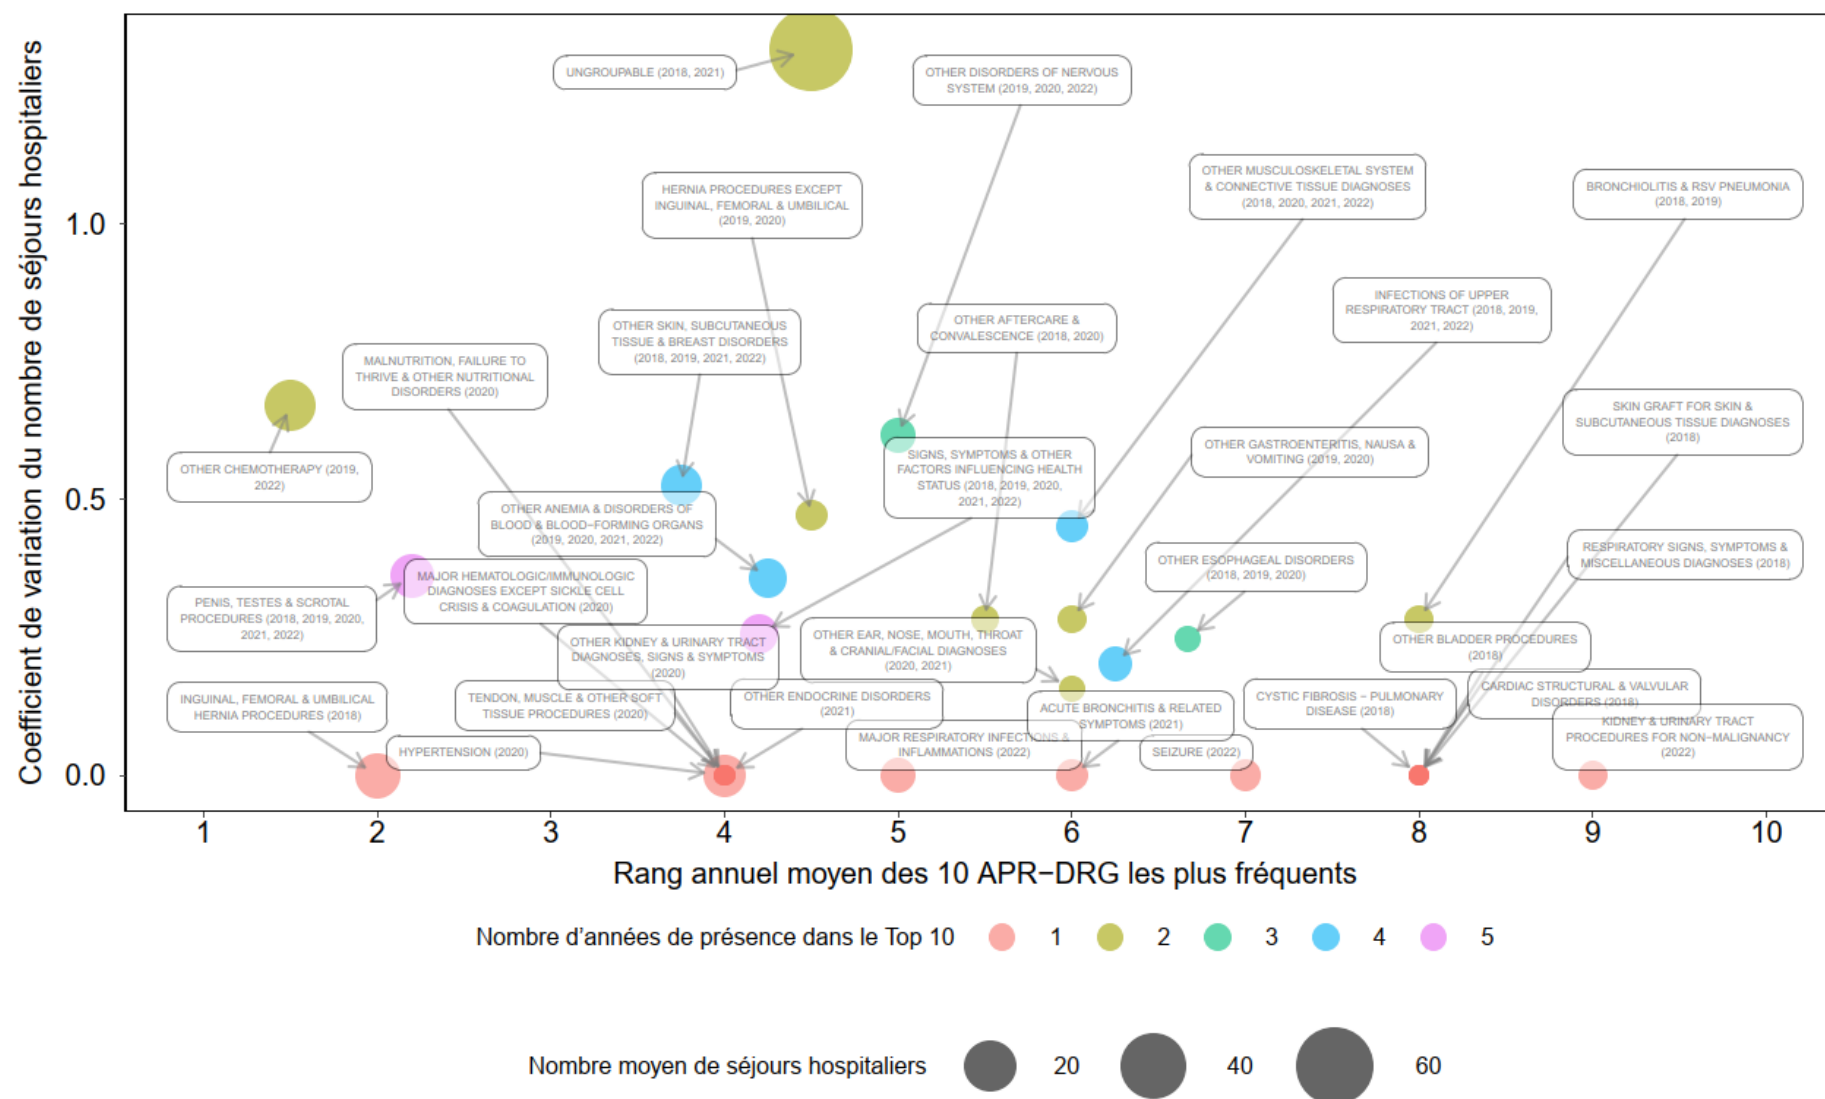 Coefficient de variation du nombre de séjours hospitaliers
1.0
0.5
0.0
UNGROUPABLE (2018, 2021)
OTHER DISORDERS OF NERVOUS
SYSTEM (2019, 2020, 2022)
HERNIA PROCEDURES EXCEPT
INGUINAL, FEMORAL & UMBILICAL
(2019, 2020)
OTHER MUSCULOSKELETAL SYSTEM
& CONNECTIVE TISSUE DIAGNOSES
(2018, 2020, 2021, 2022)
BRONCHIOLITIS & RSV PNEUMONIA
(2018, 2019)
INFECTIONS OF UPPER
RESPIRATORY TRACT (2018, 2019,
2021, 2022)
OTHER SKIN, SUBCUTANEOUS
TISSUE & BREAST DISORDERS
(2018, 2019, 2021, 2022)
OTHER AFTERCARE &
CONVALESCENCE (2018, 2020)
MALNUTRITION, FAILURE TO
THRIVE & OTHER NUTRITIONAL
DISORDERS (2020)
SKIN GRAFT FOR SKIN &
SUBCUTANEOUS TISSUE DIAGNOSES
(2018)
OTHER CHEMOTHERAPY (2019,
2022)
SIGNS, SYMPTOMS & OTHER
FACTORS INFLUENCING HEALTH
STATUS (2018, 2019, 2020,
2021, 2022)
OTHER GASTROENTERITIS, NAUSA &
VOMITING (2019, 2020)
OTHER ANEMIA & DISORDERS OF
BLOOD & BLOOD−FORMING ORGANS
(2019, 2020, 2021, 2022)
RESPIRATORY SIGNS, SYMPTOMS &
MISCELLANEOUS DIAGNOSES (2018)
OTHER ESOPHAGEAL DISORDERS
(2018, 2019, 2020)
MAJOR HEMATOLOGIC/IMMUNOLOGIC
DIAGNOSES EXCEPT SICKLE CELL
CRISIS & COAGULATION (2020)
PENIS, TESTES & SCROTAL
PROCEDURES (2018, 2019, 2020,
2021, 2022)
OTHER KIDNEY & URINARY TRACT
DIAGNOSES, SIGNS & SYMPTOMS
(2020)
OTHER EAR, NOSE, MOUTH, THROAT
& CRANIAL/FACIAL DIAGNOSES
(2020, 2021)
OTHER BLADDER PROCEDURES
(2018)
INGUINAL, FEMORAL & UMBILICAL
HERNIA PROCEDURES (2018)
TENDON, MUSCLE & OTHER SOFT
TISSUE PROCEDURES (2020)
OTHER ENDOCRINE DISORDERS
(2021)
ACUTE BRONCHITIS & RELATED
SYMPTOMS (2021)
CYSTIC FIBROSIS − PULMONARY
DISEASE (2018)
CARDIAC STRUCTURAL & VALVULAR
DISORDERS (2018)
HYPERTENSION (2020)
MAJOR RESPIRATORY INFECTIONS &
INFLAMMATIONS (2022)
SEIZURE (2022)
KIDNEY & URINARY TRACT
PROCEDURES FOR NON−MALIGNANCY
(2022)
1 2 3 4 5 6 7 8 9 10
Rang annuel moyen des 10 APR−DRG les plus fréquents
Nombre d'années de présence dans le Top 10 1 2 3 4 5
Nombre moyen de séjours hospitaliers 20 40 60